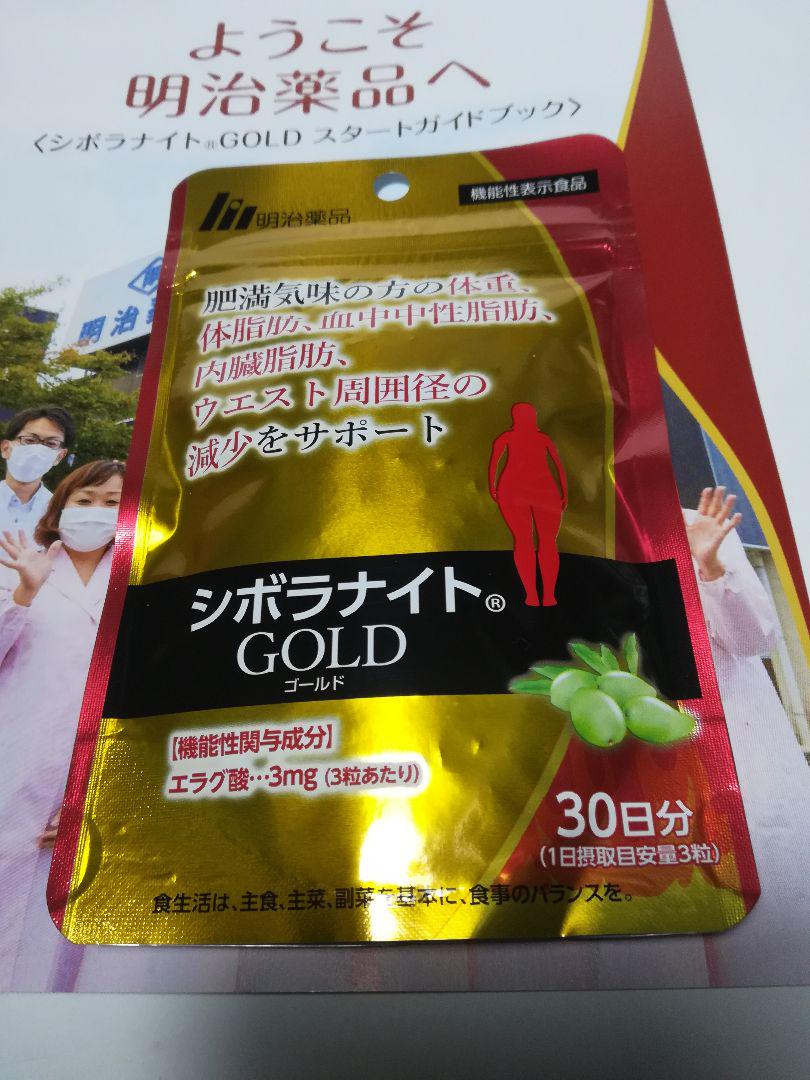 ようこそ
明治薬品へ
〈シボラナイト®GOLD スタートガイドブック〉
明治薬品
機能性表示食品
肥満気味の方の体重、
体脂肪、血中中性脂肪、
内臓脂肪、
ウエスト周囲径の
減少をサポート
明治薬
シボラナイト®
GOLD
ゴールド
【機能性関与成分】
エラグ酸…3mg（3粒あたり）
30日分
（1日摂取目安量3粒）
食生活は、主食、主菜、副菜を基本に、食事のバランスを。